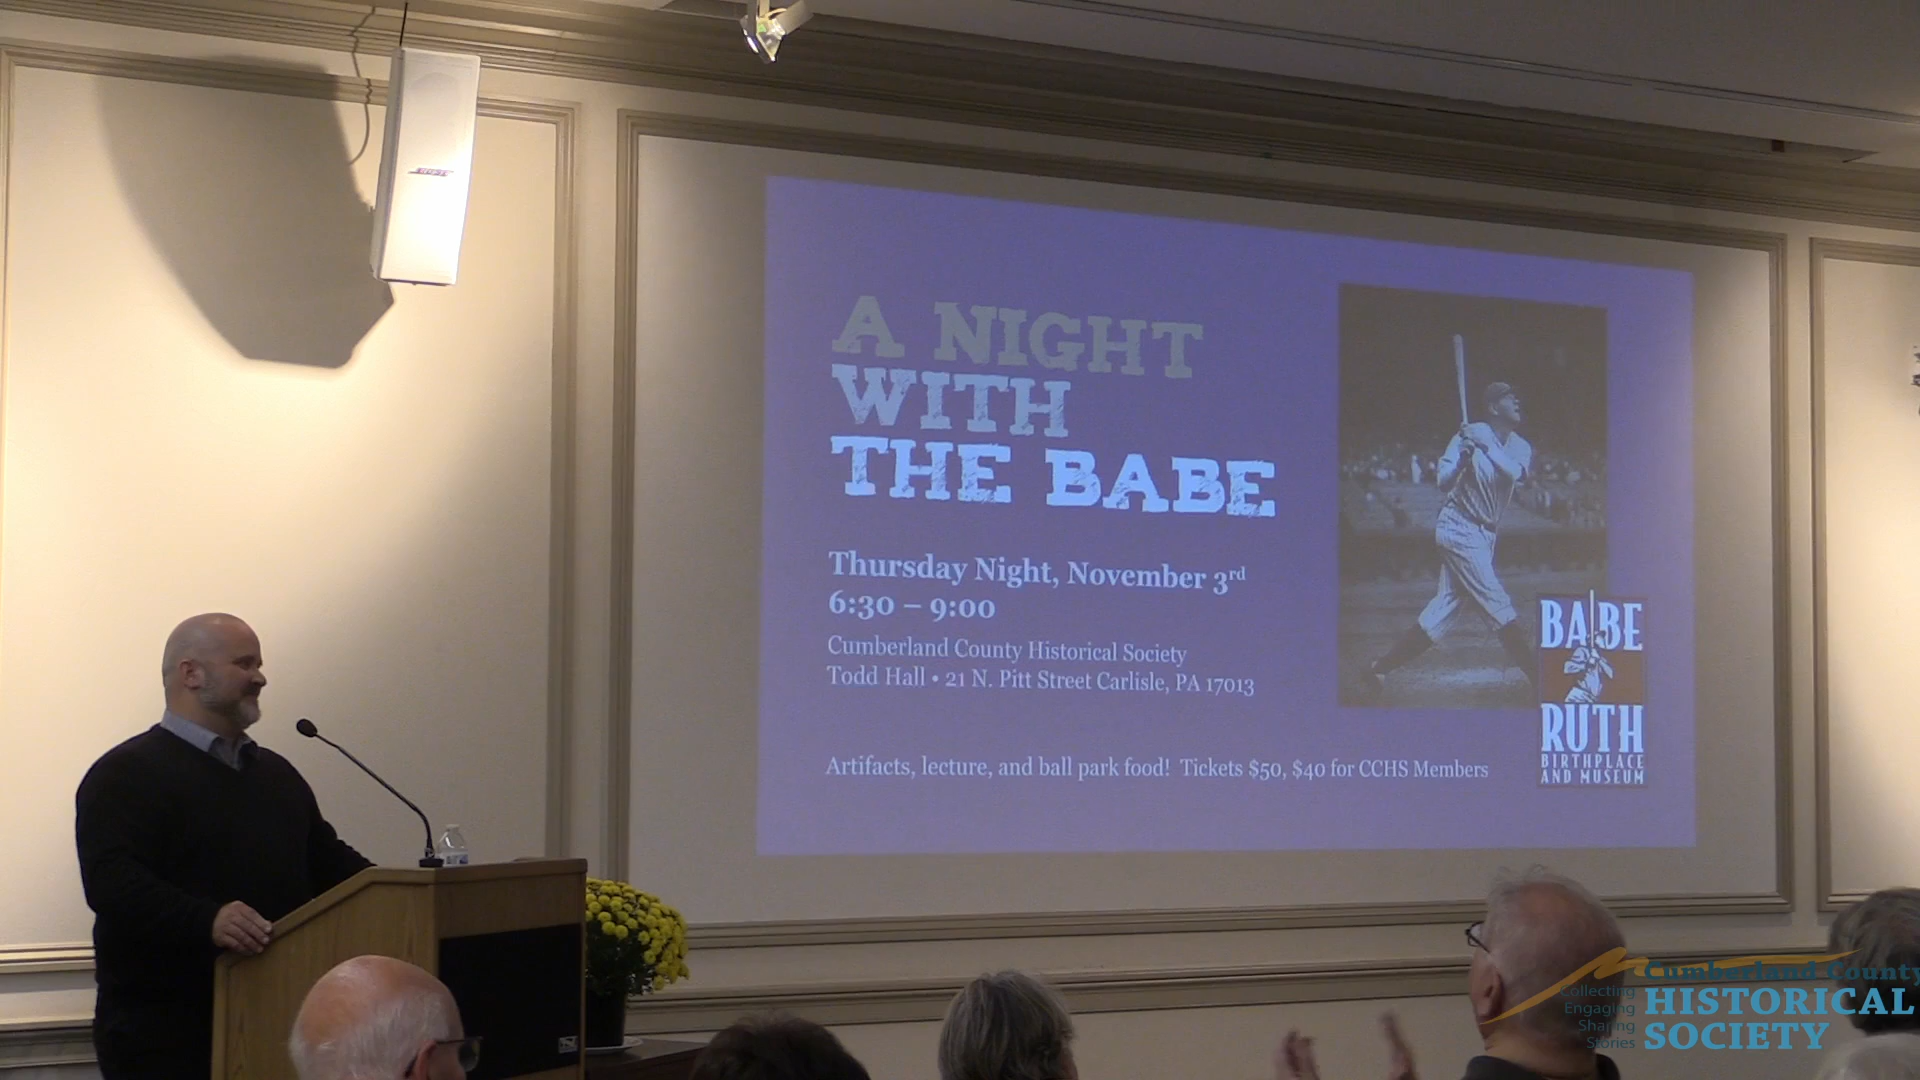 BOSE
A NIGHT
WITH
THE BABE
Thursday Night, November 3rd
6:30 – 9:00
Cumberland County Historical Society
Todd Hall • 21 N. Pitt Street Carlisle, PA 17013
Artifacts, lecture, and ball park food! Tickets $50, $40 for CCHS Members
BABE
RUTH
BIRTHPLACE
AND MUSEUM
Cumberland County
HISTORICAL
SOCIETY
Collecting
Engaging
Sharing
Stories